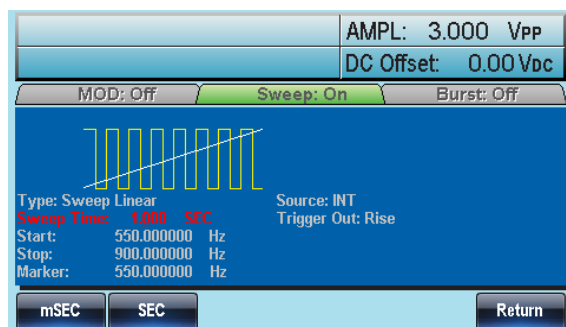 AMPL: 3.000 VPP
DC Offset: 0.00 VDC
MOD: Off Sweep: On Burst: Off
Type: Sweep Linear Source: INT
Sweep Time: 1.000 SEC Trigger Out: Rise
Start: 550.000000 Hz
Stop: 900.000000 Hz
Marker: 550.000000 Hz
mSEC SEC Return